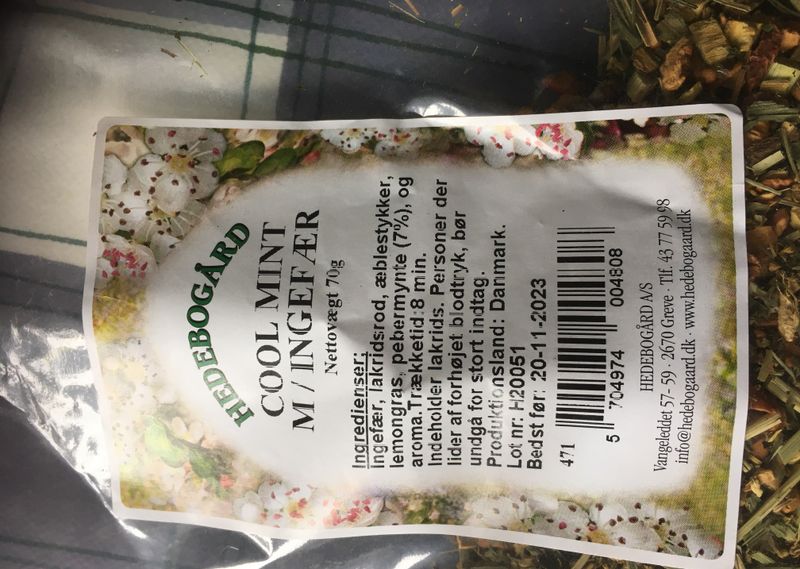 HEDEBOGÅRD
COOL MINT
M / INGEFÆR
Nettovægt 70g
Ingredienser:
Ingefær, lakridsrod, æblestykker,
lemongras, pebermynte (7%), og
aroma.Trækketid:8 min.
Indeholder lakrids. Personer der
lider af forhøjet blodtryk, bør
undgå for stort indtag.
Produktionsland: Danmark.
Lot nr: H20051
Bedst før: 20-11-2023
471
5 704974 004808
HEDEBOGÅRD A/S
Vangeleddet 57-59 · 2670 Greve · Tlf. 43 77 59 98
info@hedebogaard.dk · www.hedebogaard.dk